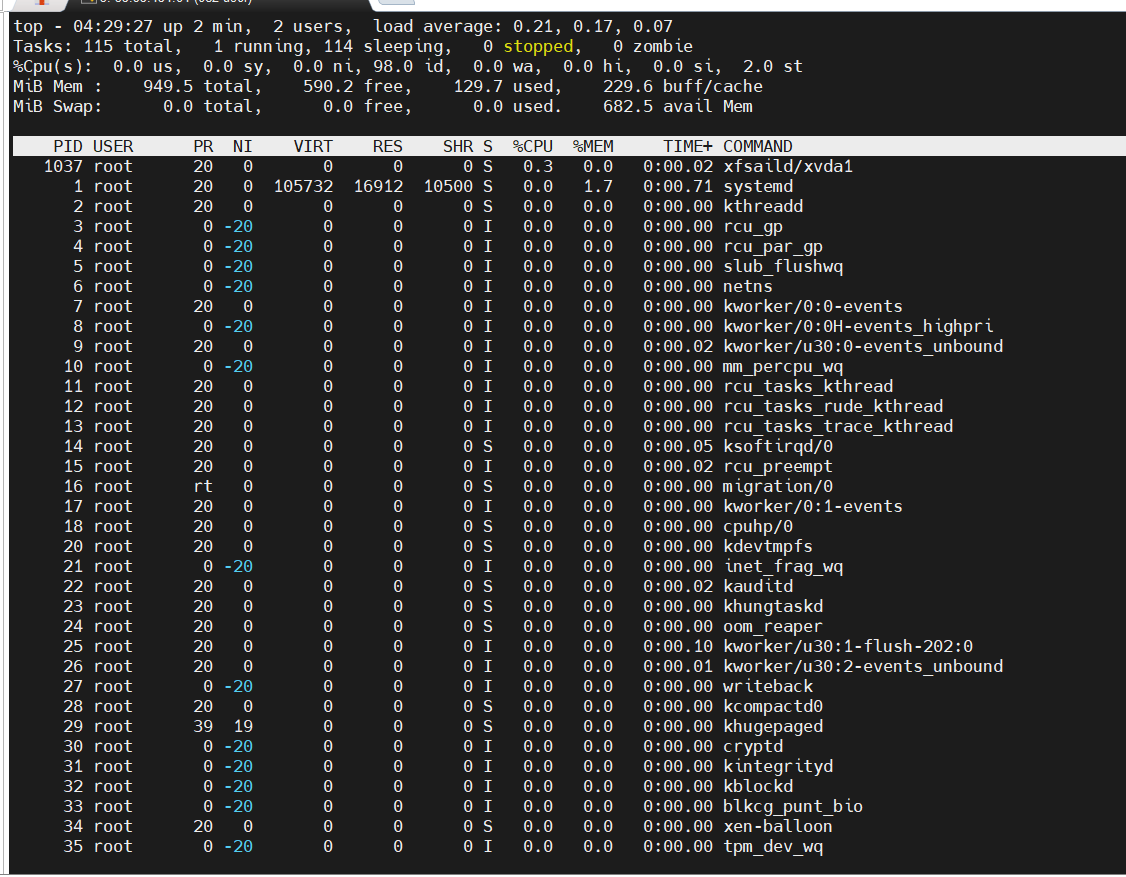 top - 04:29:27 up 2 min,  2 users,  load average: 0.21, 0.17, 0.07
Tasks: 115 total,   1 running, 114 sleeping,   0 stopped,   0 zombie
%Cpu(s):  0.0 us,  0.0 sy,  0.0 ni, 98.0 id,  0.0 wa,  0.0 hi,  0.0 si,  2.0 st
MiB Mem :    949.5 total,    590.2 free,    129.7 used,    229.6 buff/cache
MiB Swap:      0.0 total,      0.0 free,      0.0 used.    682.5 avail Mem
PID USER      PR  NI    VIRT    RES    SHR S  %CPU  %MEM     TIME+ COMMAND
1037 root      20   0       0      0      0 S   0.3   0.0   0:00.02 xfsaild/xvda1
1 root      20   0  105732  16912  10500 S   0.0   1.7   0:00.71 systemd
2 root      20   0       0      0      0 S   0.0   0.0   0:00.00 kthreadd
3 root       0 -20       0      0      0 I   0.0   0.0   0:00.00 rcu_gp
4 root       0 -20       0      0      0 I   0.0   0.0   0:00.00 rcu_par_gp
5 root       0 -20       0      0      0 I   0.0   0.0   0:00.00 slub_flushwq
6 root       0 -20       0      0      0 I   0.0   0.0   0:00.00 netns
7 root      20   0       0      0      0 I   0.0   0.0   0:00.00 kworker/0:0-events
8 root       0 -20       0      0      0 I   0.0   0.0   0:00.00 kworker/0:0H-events_highpri
9 root      20   0       0      0      0 I   0.0   0.0   0:00.02 kworker/u30:0-events_unbound
10 root       0 -20       0      0      0 I   0.0   0.0   0:00.00 mm_percpu_wq
11 root      20   0       0      0      0 I   0.0   0.0   0:00.00 rcu_tasks_kthread
12 root      20   0       0      0      0 I   0.0   0.0   0:00.00 rcu_tasks_rude_kthread
13 root      20   0       0      0      0 I   0.0   0.0   0:00.00 rcu_tasks_trace_kthread
14 root      20   0       0      0      0 S   0.0   0.0   0:00.05 ksoftirqd/0
15 root      20   0       0      0      0 I   0.0   0.0   0:00.02 rcu_preempt
16 root      rt   0       0      0      0 S   0.0   0.0   0:00.00 migration/0
17 root      20   0       0      0      0 I   0.0   0.0   0:00.00 kworker/0:1-events
18 root      20   0       0      0      0 S   0.0   0.0   0:00.00 cpuhp/0
20 root      20   0       0      0      0 S   0.0   0.0   0:00.00 kdevtmpfs
21 root       0 -20       0      0      0 I   0.0   0.0   0:00.00 inet_frag_wq
22 root      20   0       0      0      0 S   0.0   0.0   0:00.02 kauditd
23 root      20   0       0      0      0 S   0.0   0.0   0:00.00 khungtaskd
24 root      20   0       0      0      0 S   0.0   0.0   0:00.00 oom_reaper
25 root      20   0       0      0      0 I   0.0   0.0   0:00.10 kworker/u30:1-flush-202:0
26 root      20   0       0      0      0 I   0.0   0.0   0:00.01 kworker/u30:2-events_unbound
27 root       0 -20       0      0      0 I   0.0   0.0   0:00.00 writeback
28 root      20   0       0      0      0 S   0.0   0.0   0:00.00 kcompactd0
29 root      39  19       0      0      0 S   0.0   0.0   0:00.00 khugepaged
30 root       0 -20       0      0      0 I   0.0   0.0   0:00.00 cryptd
31 root       0 -20       0      0      0 I   0.0   0.0   0:00.00 kintegrityd
32 root       0 -20       0      0      0 I   0.0   0.0   0:00.00 kblockd
33 root       0 -20       0      0      0 I   0.0   0.0   0:00.00 blkcg_punt_bio
34 root      20   0       0      0      0 S   0.0   0.0   0:00.00 xen-balloon
35 root       0 -20       0      0      0 I   0.0   0.0   0:00.00 tpm_dev_wq